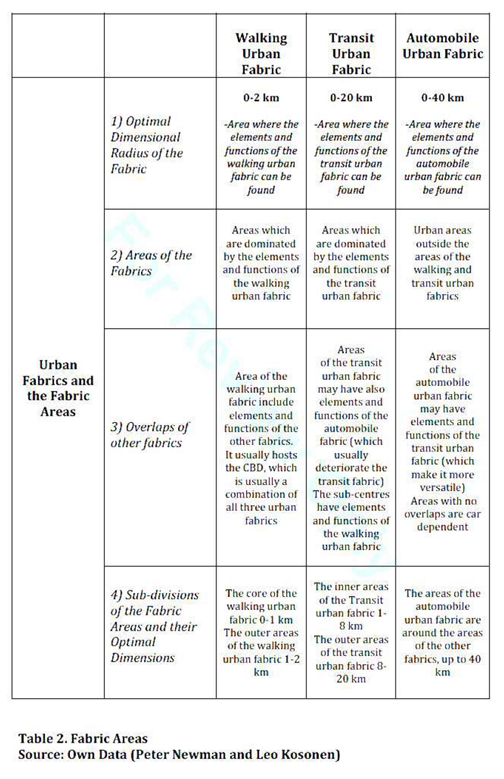 Walking
Urban
Fabric
Transit
Urban
Fabric
Automobile
Urban Fabric
Urban
Fabrics and
the Fabric
Areas
1) Optimal
Dimensional
Radius of the
Fabric
0-2 km
-Area where the
elements and
functions of the
walking urban
fabric can be
found
0-20 km
-Area where the
elements and
functions of the
transit urban
fabric can be
found
0-40 km
-Area where the
elements and
functions of the
automobile
urban fabric can
be found
2) Areas of the
Fabrics
Areas which
are dominated
by the elements
and functions of
the walking
urban fabric
Areas which
are dominated
by the elements
and functions of
the transit
urban fabric
Urban areas
outside the
areas of the
walking and
transit urban
fabrics
3) Overlaps of
other fabrics
Area of the
walking urban
fabric include
elements and
functions of the
other fabrics.
It usually hosts
the CBD, which
is usually a
combination of
all three urban
fabrics
Areas
of the transit
urban fabric
may have also
elements and
functions of the
automobile
fabric (which
usually
deteriorate the
transit fabric)
The sub-centres
have elements
and functions of
the walking
urban fabric
Areas
of the
automobile
urban fabric
may have
elements and
functions of the
transit urban
fabric (which
make it more
versatile)
Areas with no
overlaps are car
dependent
4) Sub-divisions
of the Fabric
Areas and their
Optimal
Dimensions
The core of the
walking urban
fabric 0-1 km
The outer areas
of the walking
urban fabric 1-2
km
The inner areas
of the Transit
urban fabric 1-
8 km
The outer areas
of the transit
urban fabric 8-
20 km
The areas of the
automobile
urban fabric are
around the areas
of the other
fabrics, up to 40
km
Table 2. Fabric Areas
Source: Own Data (Peter Newman and Leo Kosonen)